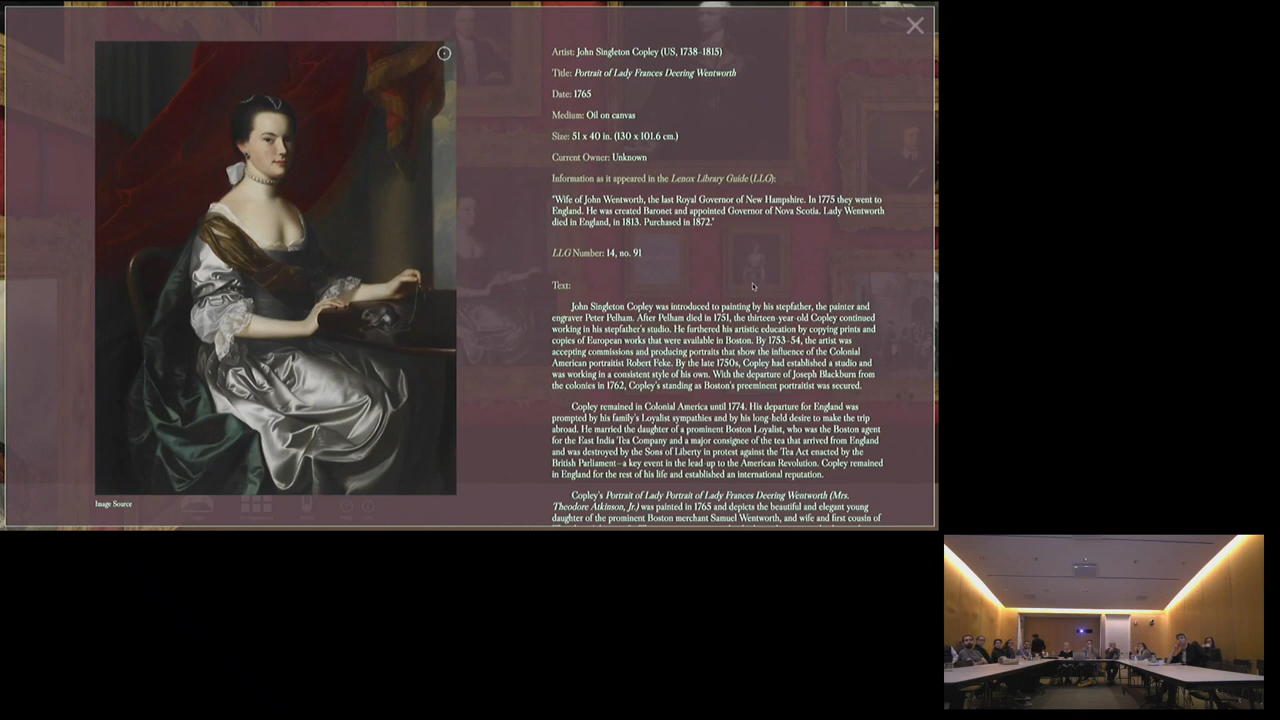 Artist: John Singleton Copley (US, 1738-1815)
Title: Portrait of Lady Frances Deering Wentworth
Date: 1765
Medium: Oil on canvas
Size: 51 x 40 in. (130 x 101.6 cm.)
Current Owner: Unknown
Information as it appeared in the Lenox Library Guide (LLG):
"Wife of John Wentworth, the last Royal Governor of New Hampshire. In 1775 they went to
England. He was created Baronet and appointed Governor of Nova Scotia. Lady Wentworth
died in England, in 1813. Purchased in 1872."
LLG Number: 14, no. 91
Text:
John Singleton Copley was introduced to painting by his stepfather, the painter and
engraver Peter Pelham. After Pelham died in 1751, the thirteen-year-old Copley continued
working in his stepfather's studio. He furthered his artistic education by copying prints and
copies of European works that were available in Boston. By 1753-54, the artist was
accepting commissions and producing portraits that show the influence of the Colonial
American portraitist Robert Feke. By the late 1750s, Copley had established a studio and
was working in a consistent style of his own. With the departure of Joseph Blackburn from
the colonies in 1762, Copley's standing as Boston's preeminent portraitist was secured.
Copley remained in Colonial America until 1774. His departure for England was
prompted by his family's Loyalist sympathies and by his long-held desire to make the trip
abroad. He married the daughter of a prominent Boston Loyalist, who was the Boston agent
for the East India Tea Company and a major consignee of the tea that arrived from England
and was destroyed by the Sons of Liberty in protest against the Tea Act enacted by the
British Parliament—a key event in the lead-up to the American Revolution. Copley remained
in England for the rest of his life and established an international reputation.
Copley's Portrait of Lady Portrait of Lady Frances Deering Wentworth (Mrs.
Theodore Atkinson, Jr.) was painted in 1765 and depicts the beautiful and elegant young
daughter of the prominent Boston merchant Samuel Wentworth, and wife and first cousin of
Image Source